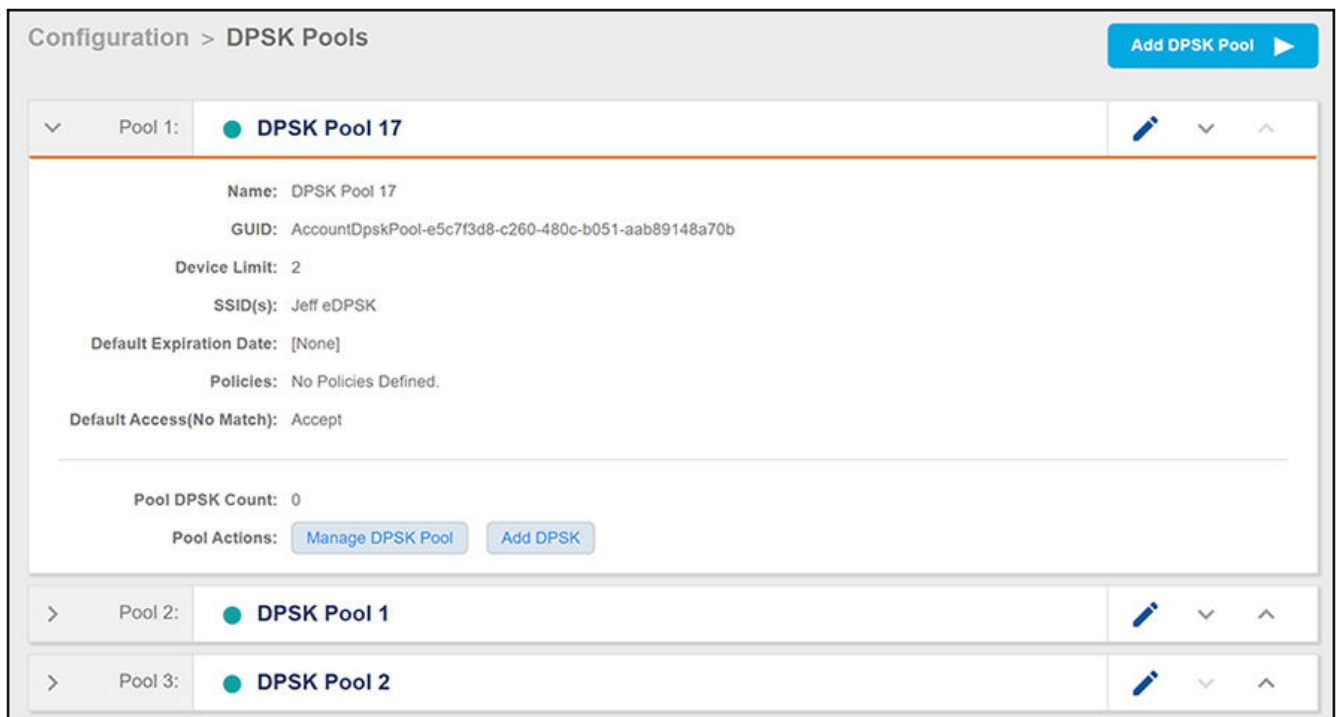 Configuration > DPSK Pools
Add DPSK Pool
Pool 1: DPSK Pool 17
Name: DPSK Pool 17
GUID: AccountDpskPool-e5c7f3d8-c260-480c-b051-aab89148a70b
Device Limit: 2
SSID(s): Jeff eDPSK
Default Expiration Date: [None]
Policies: No Policies Defined.
Default Access(No Match): Accept
Pool DPSK Count: 0
Pool Actions: Manage DPSK Pool Add DPSK
Pool 2: DPSK Pool 1
Pool 3: DPSK Pool 2